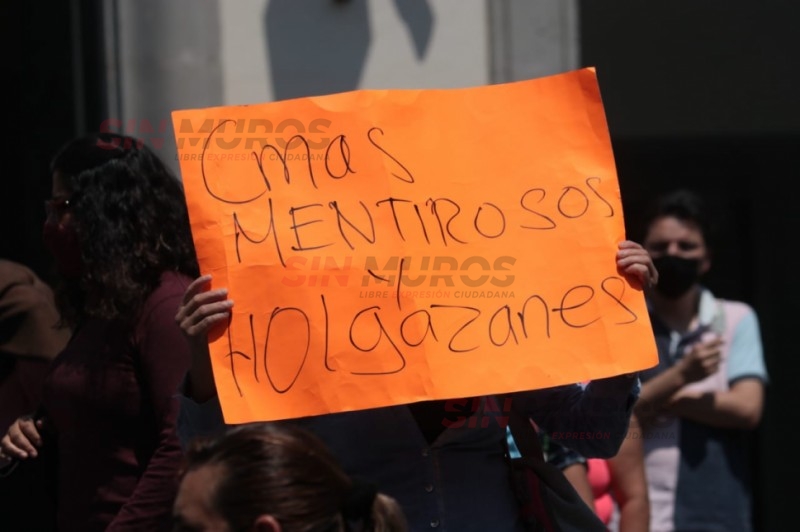 Cmas
MENTIROSOS
Y
HOlgazanes
SIN MUROS
LIBRE EXPRESIÓN CIUDADANA
SIN MUROS
LIBRE EXPRESIÓN CIUDADANA